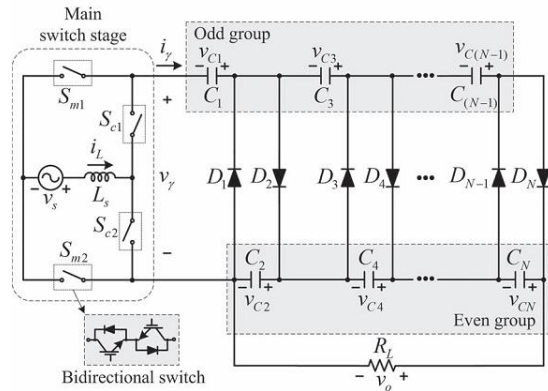 Main
switch stage
Odd group
i_γ
v_C1
v_C3
v_C(N-1)
- + - + - +
C_1
C_3
C_(N-1)
S_m1
+
S_c1
i_L
v_γ
D_1 D_2 D_3 D_4 ••• D_N-1 D_N
- v_s +
L_s
S_c2
S_m2
-
C_2
C_4
C_N
- + - + - +
v_C2
v_C4
v_CN
Even group
R_L
- v_o +
Bidirectional switch